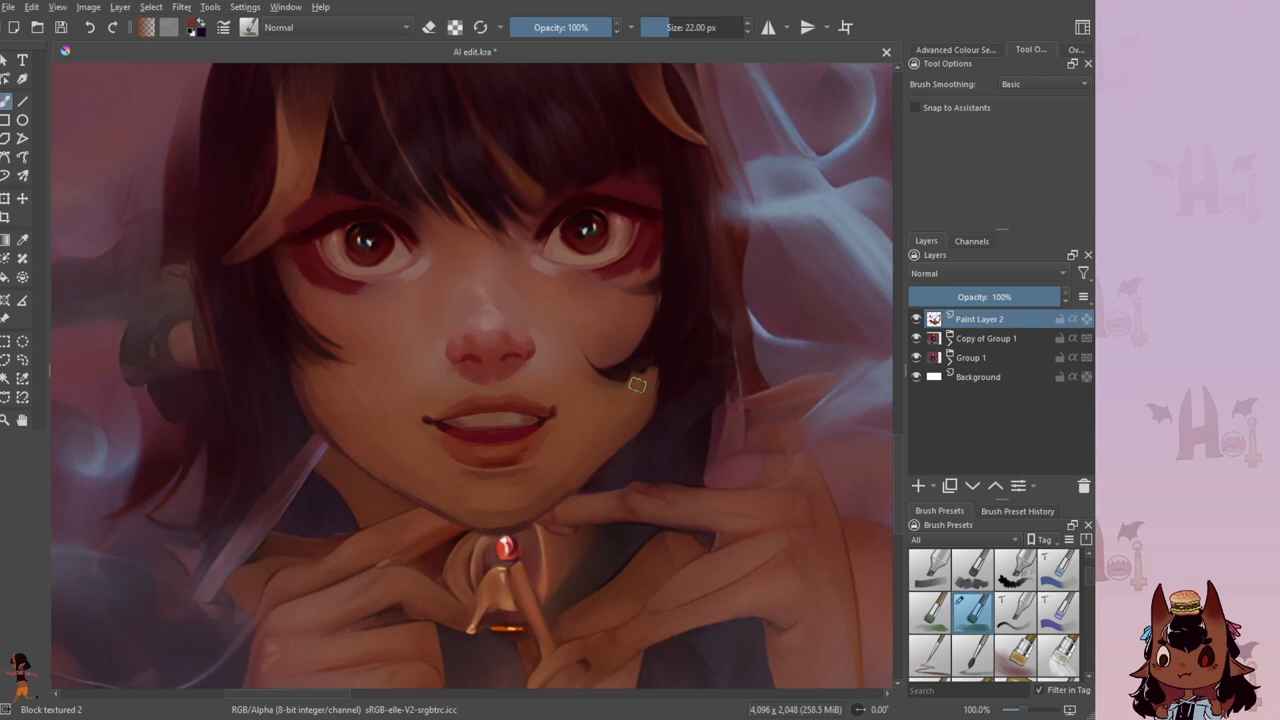 File Edit View Image Layer Select Filter Tools Settings Window Help
Normal Opacity: 100% Size: 22.00 px
AI edit.kra *
Advanced Colour Se... Tool O... Ov...
Tool Options
Brush Smoothing: Basic
Snap to Assistants
Layers Channels
Layers
Normal
Opacity: 100%
Paint Layer 2
Copy of Group 1
Group 1
Background
Brush Presets Brush Preset History
Brush Presets
All Tag
T
T T
Search Filter in Tag
Block textured 2 RGB/Alpha (8-bit integer/channel) sRGB-elle-V2-srgbtrc.icc 4,096 x 2,048 (258.5 MiB) 0.00° 100.0%